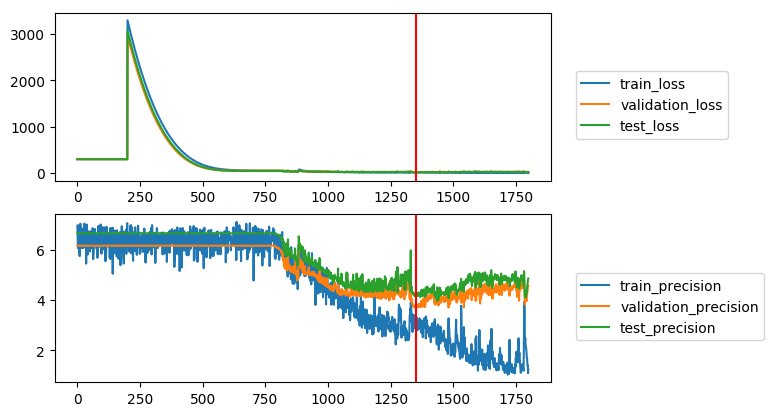 3000
2000
1000
0
0 250 500 750 1000 1250 1500 1750
train_loss
validation_loss
test_loss
6
4
2
0 250 500 750 1000 1250 1500 1750
train_precision
validation_precision
test_precision